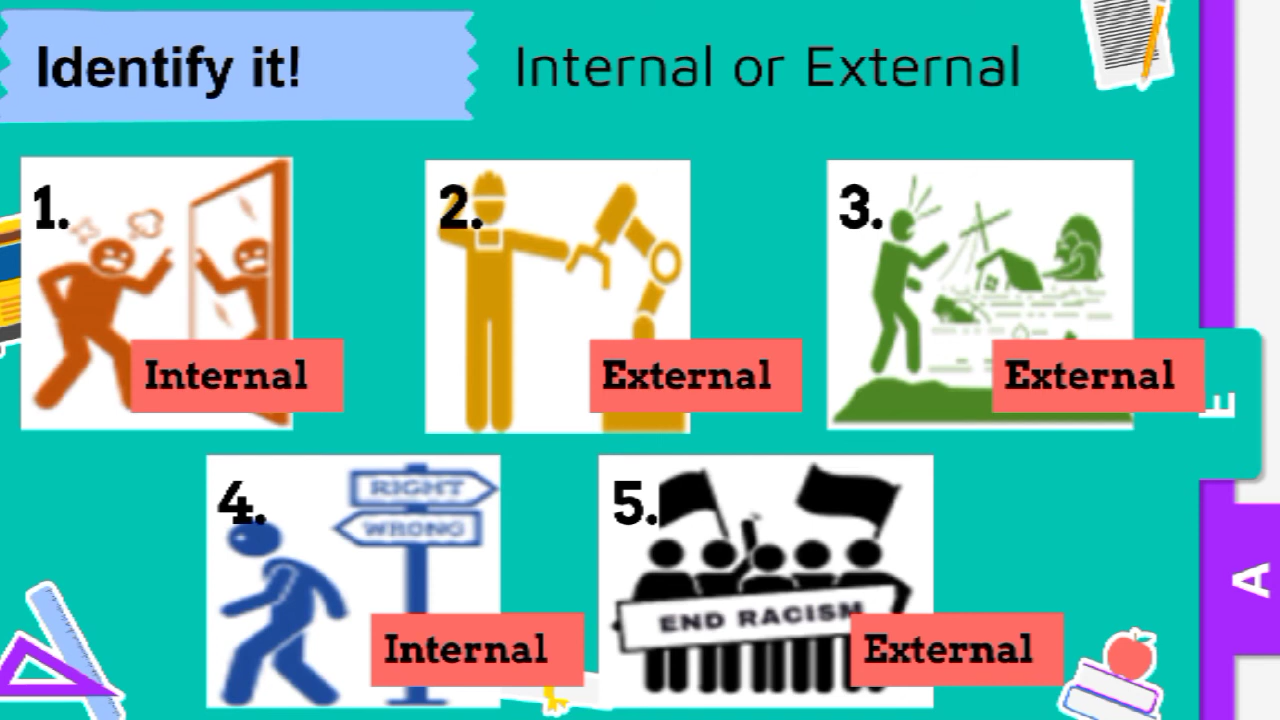 Identify it!
Internal or External
1.
2.
3.
Internal
External
External
E
4.
RIGHT
WRONG
Internal
5.
END RACISM
External
A